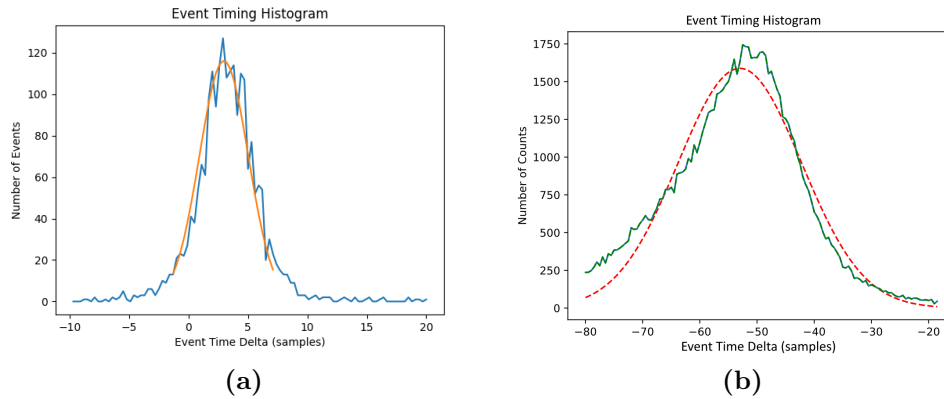 Event Timing Histogram
Number of Events
120
100
80
60
40
20
0
−10 −5 0 5 10 15 20
Event Time Delta (samples)
(a)
Event Timing Histogram
Number of Counts
1750
1500
1250
1000
750
500
250
0
−80 −70 −60 −50 −40 −30 −20
Event Time Delta (samples)
(b)